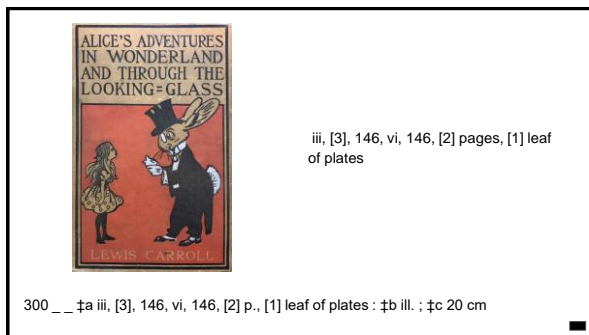 ALICE'S ADVENTURES
IN WONDERLAND
AND THROUGH THE
LOOKING=GLASS
LEWIS CARROLL
iii, [3], 146, vi, 146, [2] pages, [1] leaf
of plates
300 _ _ ‡a iii, [3], 146, vi, 146, [2] p., [1] leaf of plates : ‡b ill. ; ‡c 20 cm